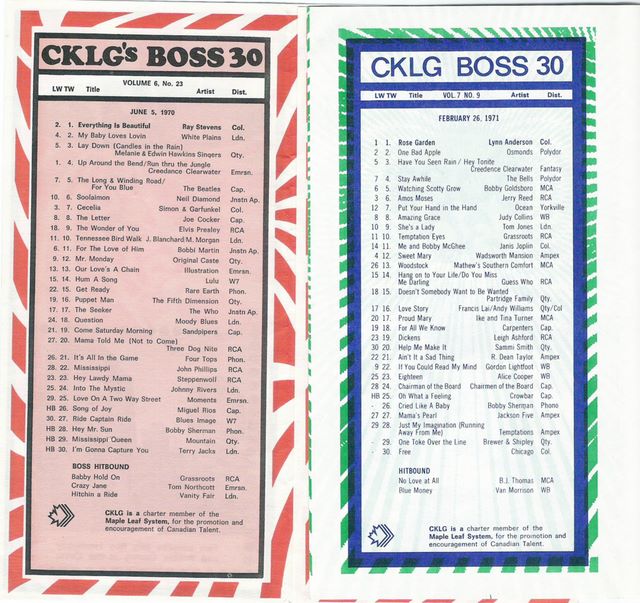 CKLG's BOSS 30
VOLUME 6, No. 23
LW TW Title Artist Dist.
JUNE 5, 1970
2. 1. Everything Is Beautiful Ray Stevens Col.
4. 2. My Baby Loves Lovin White Plains Ldn.
5. 3. Lay Down (Candles in the Rain)
Melanie & Edwin Hawkins Singers Qty.
1. 4. Up Around the Bend/Run thru the Jungle
Creedance Clearwater Emrsn.
7. 5. The Long & Winding Road/
For You Blue The Beatles Cap.
10. 6. Soolaimon Neil Diamond Jnstn Ap.
3. 7. Cecelia Simon & Garfunkel Col.
8. 8. The Letter Joe Cocker Cap.
18. 9. The Wonder of You Elvis Presley RCA
11. 10. Tennessee Bird Walk J. Blanchard/M. Morgan Ldn.
6. 11. For The Love of Him Bobbi Martin Jnstn Ap.
9. 12. Mr. Monday Original Caste Qty.
13. 13. Our Love's A Chain Illustration Emrsn.
15. 14. Hum A Song Lulu W7
22. 15. Get Ready Rare Earth Phon.
19. 16. Puppet Man The Fifth Dimension Qty.
17. 17. The Seeker The Who Jnstn Ap.
24. 18. Question Moody Blues Ldn.
21. 19. Come Saturday Morning Sandpipers Cap.
27. 20. Mama Told Me (Not to Come)
Three Dog Nite RCA
26. 21. It's All In the Game Four Tops Phon.
28. 22. Mississippi John Phillips RCA
23. 23. Hey Lawdy Mama Steppenwolf RCA
25. 24. Into The Mystic Johnny Rivers Ldn.
29. 25. Love On A Two Way Street Moments Emrsn.
HB 26. Song of Joy Miguel Rios Cap.
30. 27. Ride Captain Ride Blues Image W7
HB 28. Hey Mr. Sun Bobby Sherman Phon.
HB 29. Mississippi Queen Mountain Qty.
HB 30. I'm Gonna Capture You Terry Jacks Ldn.
BOSS HITBOUND
Babby Hold On Grassroots RCA
Crazy Jane Tom Northcott Emrsn.
Hitchin a Ride Vanity Fair Ldn.
CKLG is a charter member of the
Maple Leaf System, for the promotion and
encouragement of Canadian Talent.
CKLG BOSS 30
LW TW Title VOL.7 NO. 9 Artist Dist.
FEBRUARY 26, 1971
1 1. Rose Garden Lynn Anderson Col.
2 2. One Bad Apple Osmonds Polydor
5 3. Have You Seen Rain/ Hey Tonite
Creedence Clearwater Fantasy
7 4. Stay Awhile The Bells Polydor
6 5. Watching Scotty Grow Bobby Goldsboro MCA
3 6. Amos Moses Jerry Reed RCA
12 7. Put Your Hand in the Hand Ocean Yorkville
8 8. Amazing Grace Judy Collins WB
10 9. She's a Lady Tom Jones Ldn.
11 10. Temptation Eyes Grassroots RCA
14 11. Me and Bobby McGhee Janis Joplin Col.
4 12. Sweet Mary Wadsworth Mansion Ampex
26 13. Woodstock Mathew's Southern Comfort MCA
15 14. Hang on to Your Life/Do You Miss
Me Darling Guess Who RCA
18 15. Doesn't Somebody Want to Be Wanted
Partridge Family Qty.
17 16. Love Story Francis Lai/Andy Williams Qty/Col
20 17. Proud Mary Ike and Tina Turner MCA
19 18. For All We Know Carpenters Cap.
23 19. Dickens Leigh Ashford RCA
30 20. Help Me Make It Sammi Smith Qty.
22 21. Ain't It a Sad Thing R. Dean Taylor Ampex
9 22. If You Could Read My Mind Gordon Lightfoot WB
25 23. Eighteen Alice Cooper WB
28 24. Chairman of the Board Chairmen of the Board Cap.
HB 25. Oh What a Feeling Crowbar Cap.
- 26. Cried Like A Baby Bobby Sherman Phono
27 27. Mama's Pearl Jackson Five Ampex
29 28. Just My Imagination (Running
Away From Me) Temptations Ampex
- 29. One Toke Over the Line Brewer & Shipley Qty.
- 30. Free Chicago Col.
HITBOUND
No Love at All B.J. Thomas MCA
Blue Money Van Morrison WB
CKLG is a charter member of the
Maple Leaf System, for the promotion and
encouragement of Canadian Talent.